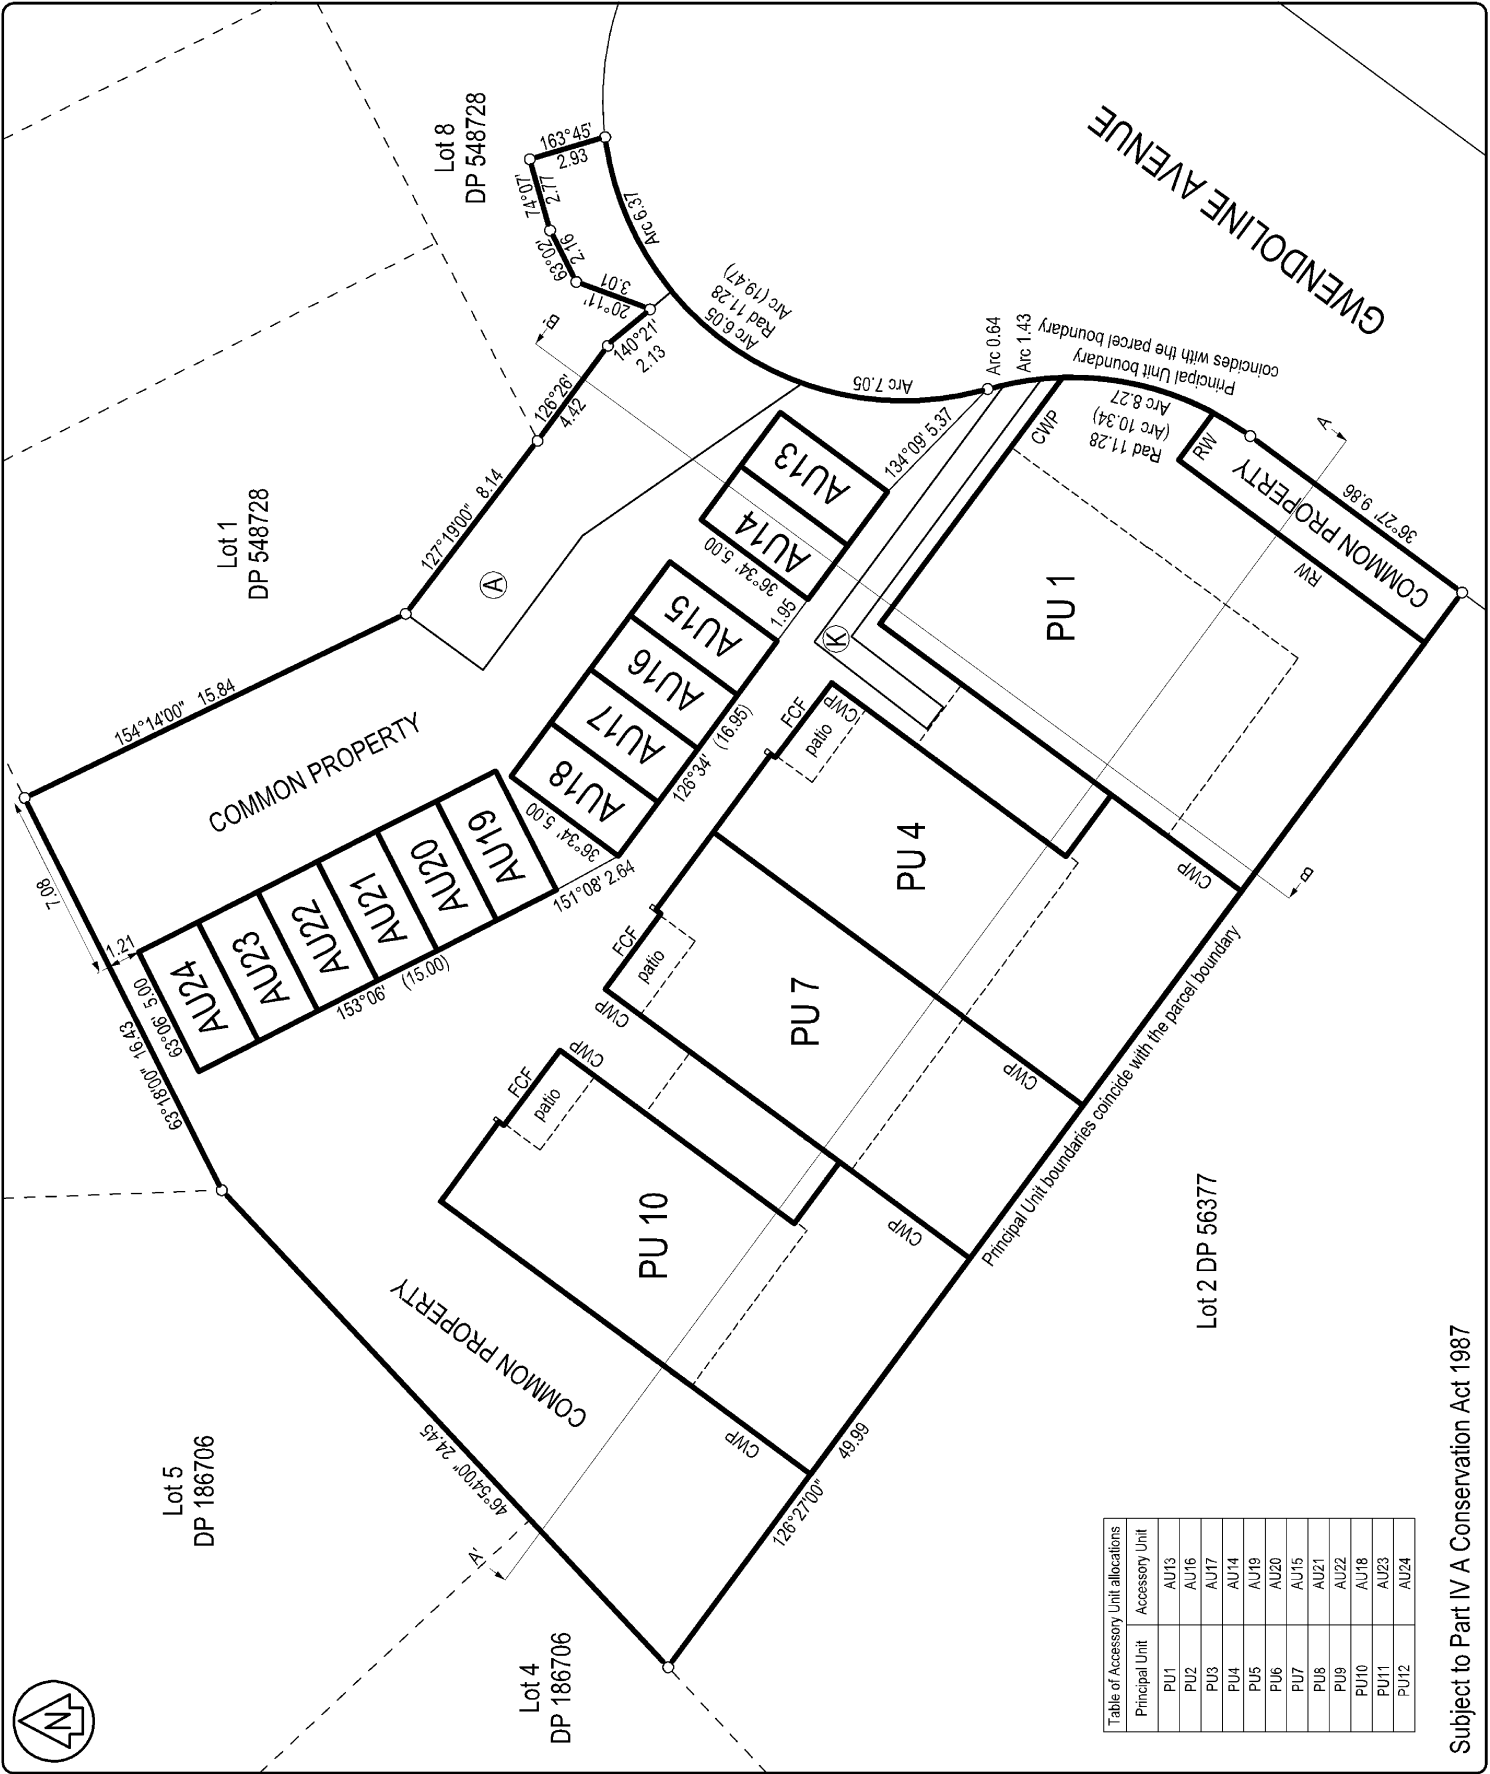 Lot 8
DP 548728
Lot 1
DP 548728
Lot 5
DP 186706
Lot 4
DP 186706
Lot 2 DP 56377
GWENDOLINE AVENUE
163°45'
2.93
74°07'
2.77
63°02'
2.16
20°11'
3.01
140°21'
2.13
126°26'
4.42
127°19'00" 8.14
154°14'00" 15.84
7.08
1.21
63°18'00" 16.43
63°06' 5.00
46°54'00" 24.45
126°27'00"
49.99
Arc 6.37
Arc 6.05
Rad 11.28
Arc (19.47)
Arc 7.05
Arc 0.64
Arc 1.43
Principal Unit boundary
coincides with the parcel boundary
Rad 11.28
(Arc 10.34)
Arc 8.27
36°27' 9.86
134°09' 5.37
B'
A
B
A'
A
K
COMMON PROPERTY
COMMON PROPERTY
COMMON PROPERTY
AU13
AU14
36°34' 5.00
1.95
AU15
AU16
AU17
AU18
126°34' (16.95)
36°34' 5.00
151°08' 2.64
AU19
AU20
AU21
AU22
AU23
AU24
153°06' (15.00)
PU 1
CWP
RW
RW
CWP
PU 4
FCF
patio
CWP
CWP
PU 7
FCF
patio
CWP
CWP
PU 10
FCF
patio
CWP
CWP
Principal Unit boundaries coincide with the parcel boundary
N
Table of Accessory Unit allocations
Principal Unit Accessory Unit
PU1 AU13
PU2 AU16
PU3 AU17
PU4 AU14
PU5 AU19
PU6 AU20
PU7 AU15
PU8 AU21
PU9 AU22
PU10 AU18
PU11 AU23
PU12 AU24
Subject to Part IV A Conservation Act 1987